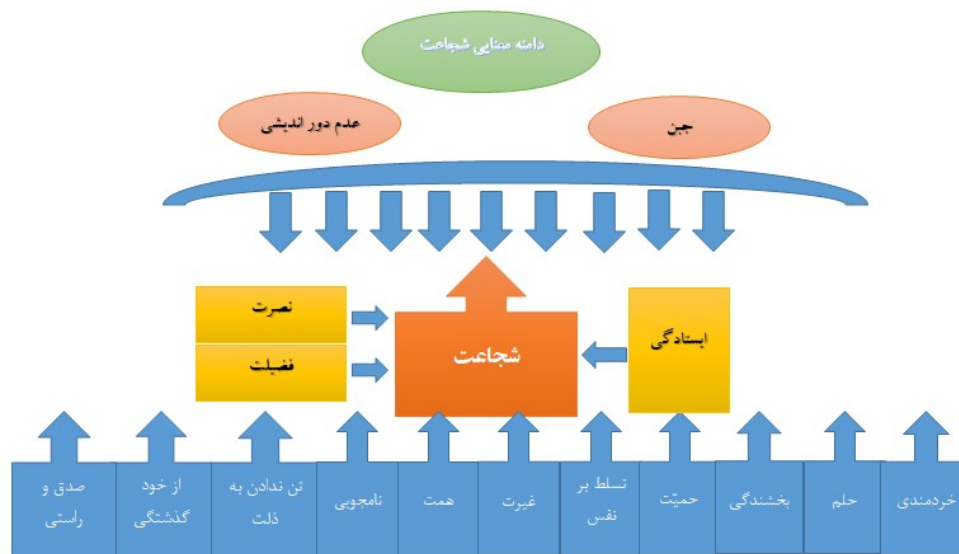 دامنه معنایی شجاعت
جبن
عدم دور اندیشی
نصرت
ایستادگی
شجاعت
فضیلت
خردمندی
حلم
بخشندگی
حمیّت
تسلط بر
نفس
غیرت
همت
نامجویی
تن ندادن به
ذلت
از خود
گذشتگی
صدق و
راستی